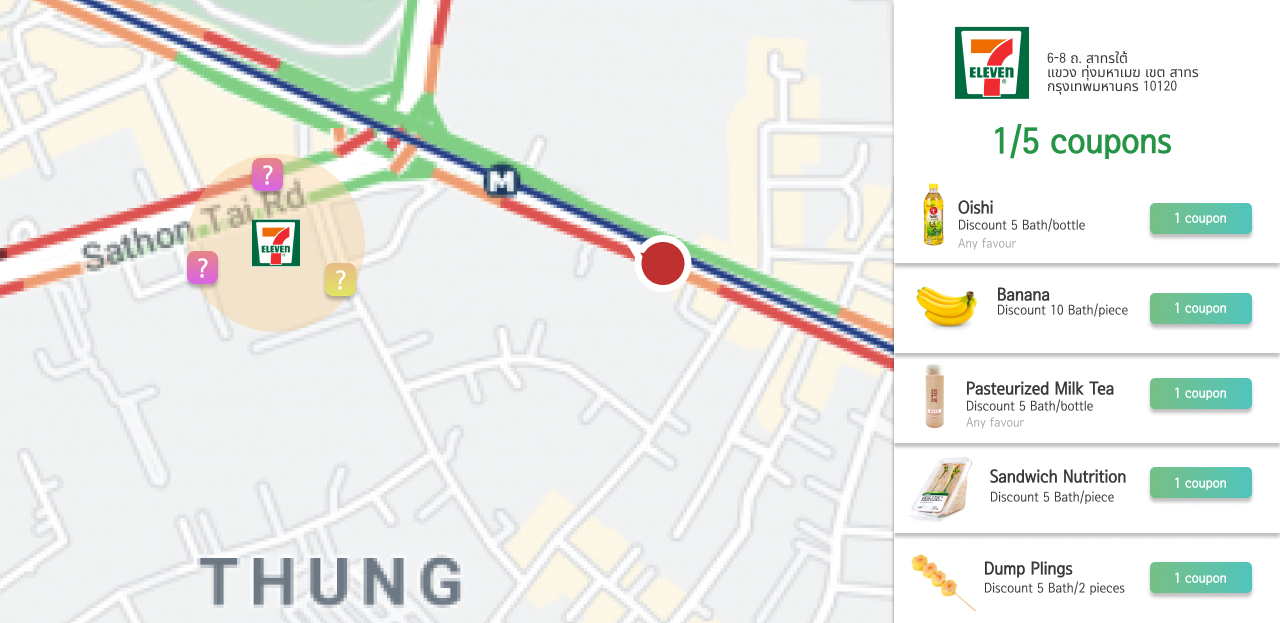 Sathon Tai Rd
?
?
?
7
ELEVEN
M
THUNG
7
ELEVEN
®
6-8 ถ. สาทรใต้
แขวง ทุ่งมหาเมฆ เขต สาทร
กรุงเทพมหานคร 10120
1/5 coupons
Oishi
Discount 5 Bath/bottle
Any favour
1 coupon
Banana
Discount 10 Bath/piece
1 coupon
Pasteurized Milk Tea
Discount 5 Bath/bottle
Any favour
1 coupon
Sandwich Nutrition
Discount 5 Bath/piece
1 coupon
Dump Plings
Discount 5 Bath/2 pieces
1 coupon